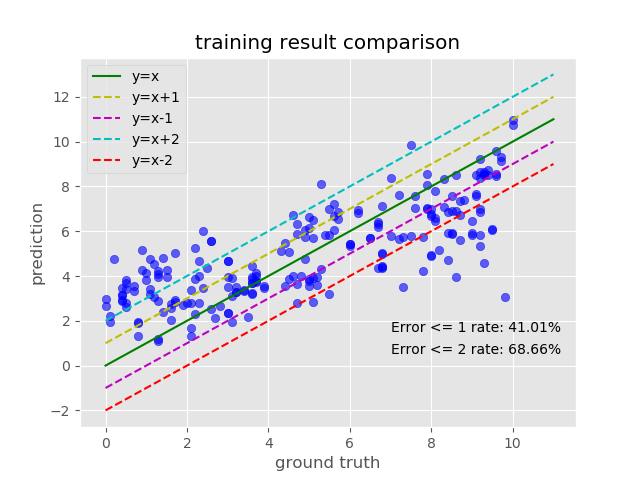 training result comparison
y=x
y=x+1
y=x-1
y=x+2
y=x-2
12
10
8
6
4
2
0
−2
prediction
Error <= 1 rate: 41.01%
Error <= 2 rate: 68.66%
0 2 4 6 8 10
ground truth